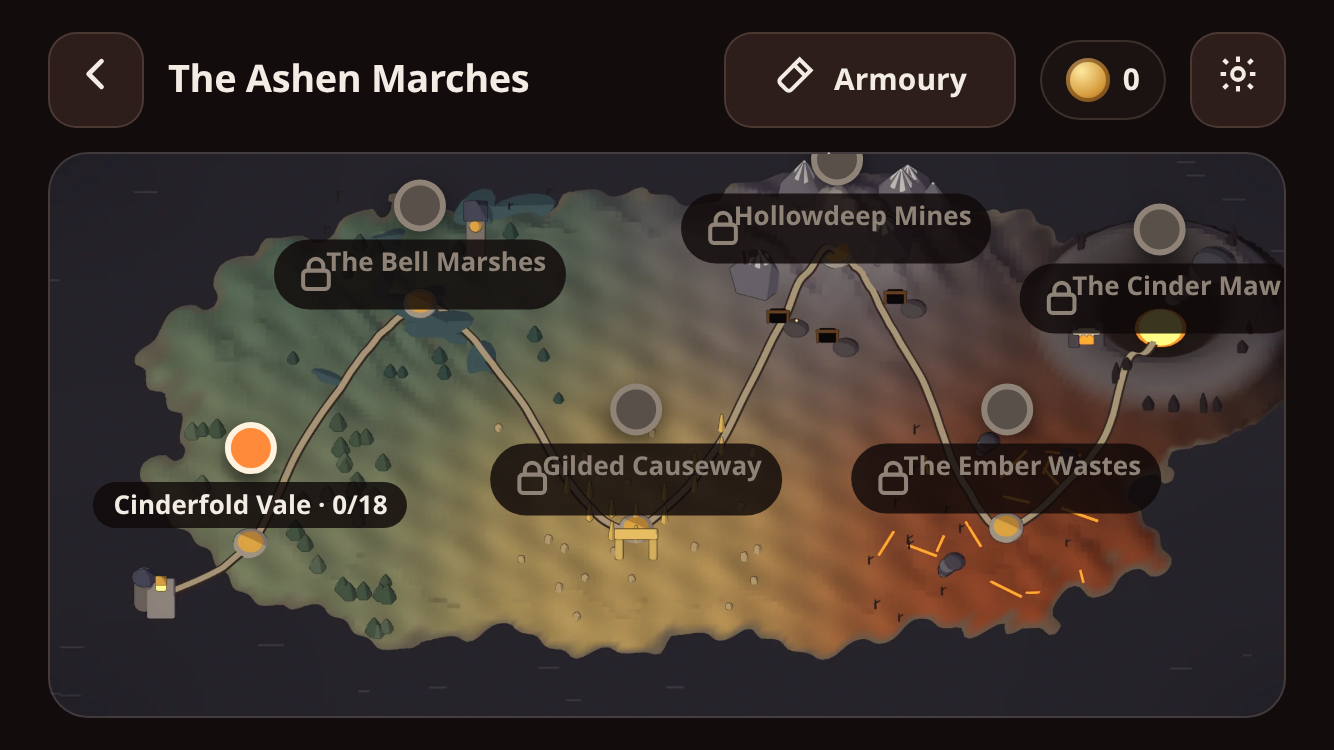 The Ashen Marches
Armoury
0
Hollowdeep Mines
The Bell Marshes
The Cinder Maw
Gilded Causeway
The Ember Wastes
Cinderfold Vale · 0/18